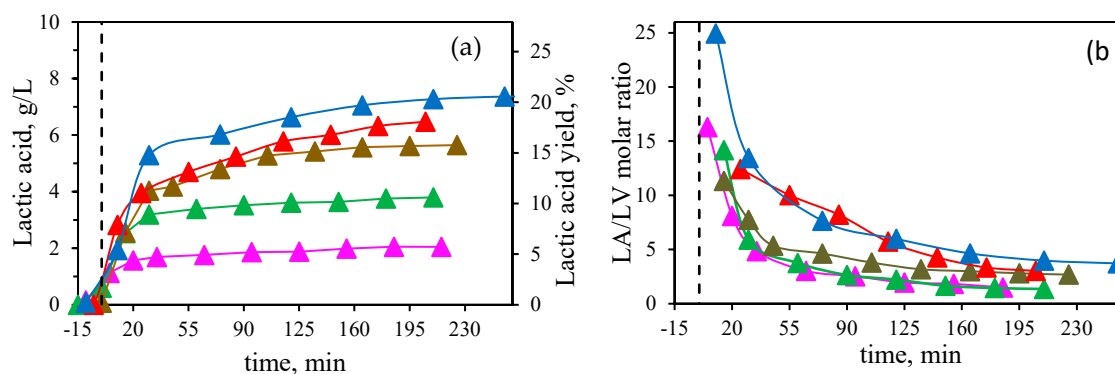 (a)
Lactic acid, g/L
10
8
6
4
2
0
-15 20 55 90 125 160 195 230
time, min
25
20
15
10
5
0
Lactic acid yield, %
(b
LA/LV molar ratio
25
20
15
10
5
0
-15 20 55 90 125 160 195 230
time, min